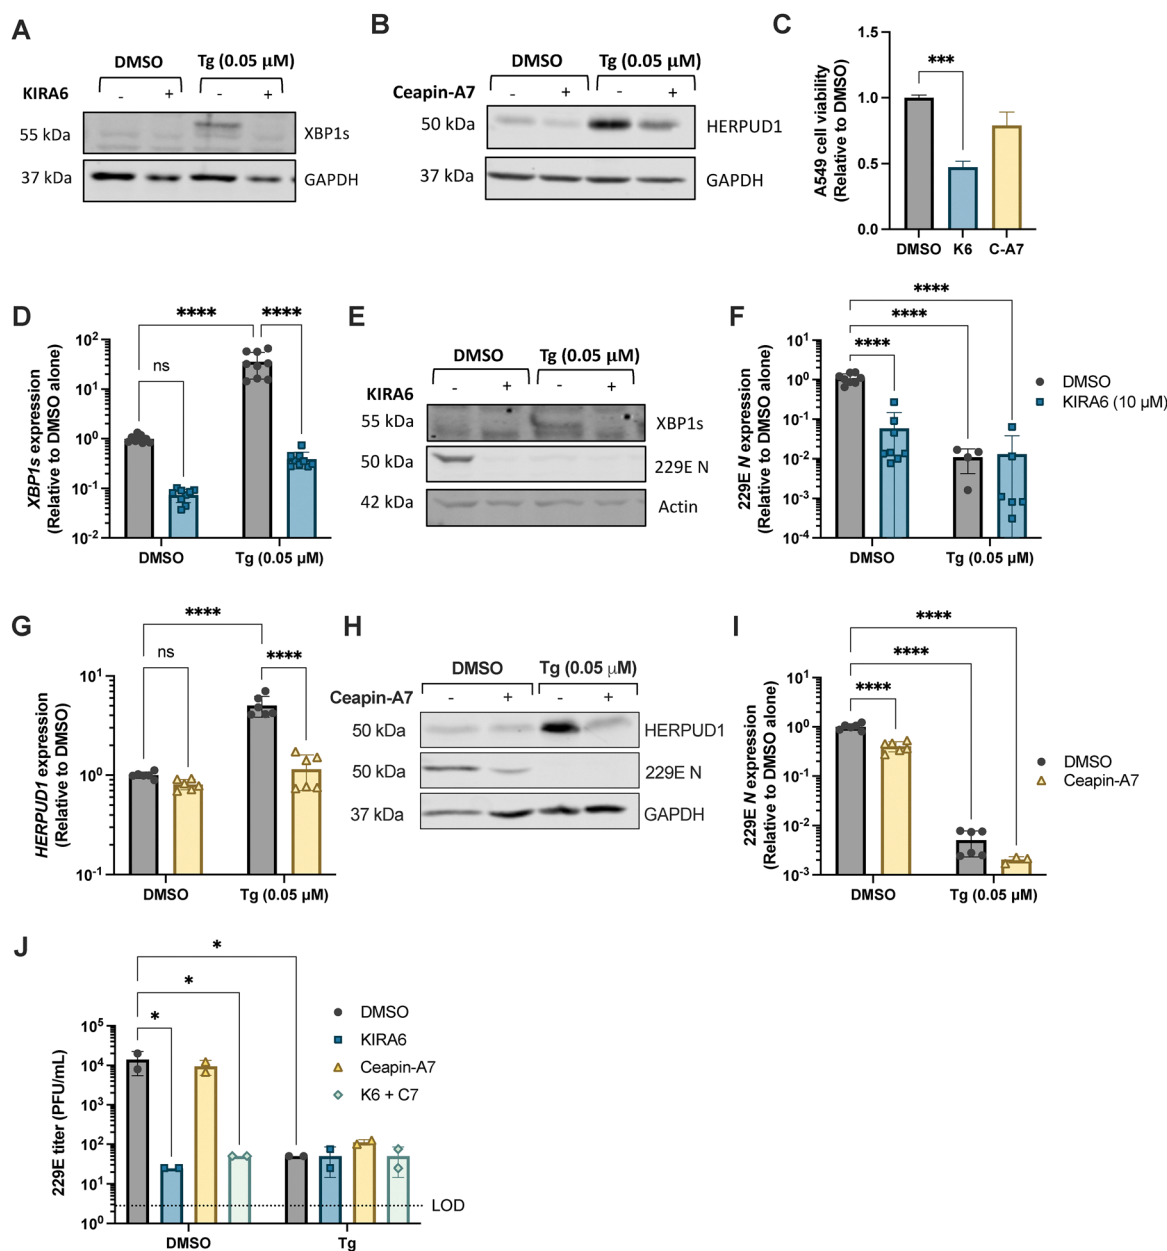 A
DMSO
Tg (0.05 µM)
KIRA6
-
+
-
+
55 kDa
XBP1s
37 kDa
GAPDH
B
DMSO
Tg (0.05 µM)
Ceapin-A7
-
+
-
+
50 kDa
HERPUD1
37 kDa
GAPDH
C
A549 cell viability
(Relative to DMSO)
1.5
1.0
0.5
0.0
***
DMSO
K6
C-A7
D
XBP1s expression
(Relative to DMSO alone)
10²
10¹
10⁰
10⁻¹
10⁻²
ns
****
****
DMSO
Tg (0.05 µM)
E
DMSO
Tg (0.05 µM)
KIRA6
-
+
-
+
55 kDa
XBP1s
50 kDa
229E N
42 kDa
Actin
F
229E N expression
(Relative to DMSO alone)
10¹
10⁰
10⁻¹
10⁻²
10⁻³
10⁻⁴
****
****
****
DMSO
Tg (0.05 µM)
DMSO
KIRA6 (10 µM)
G
HERPUD1 expression
(Relative to DMSO)
10¹
10⁰
10⁻¹
ns
****
****
DMSO
Tg (0.05 µM)
H
DMSO
Tg (0.05 µM)
Ceapin-A7
-
+
-
+
50 kDa
HERPUD1
50 kDa
229E N
37 kDa
GAPDH
I
229E N expression
(Relative to DMSO alone)
10¹
10⁰
10⁻¹
10⁻²
10⁻³
****
****
****
DMSO
Tg (0.05 µM)
DMSO
Ceapin-A7
J
229E titer (PFU/mL)
10⁵
10⁴
10³
10²
10¹
10⁰
*
*
*
DMSO
KIRA6
Ceapin-A7
K6 + C7
LOD
DMSO
Tg